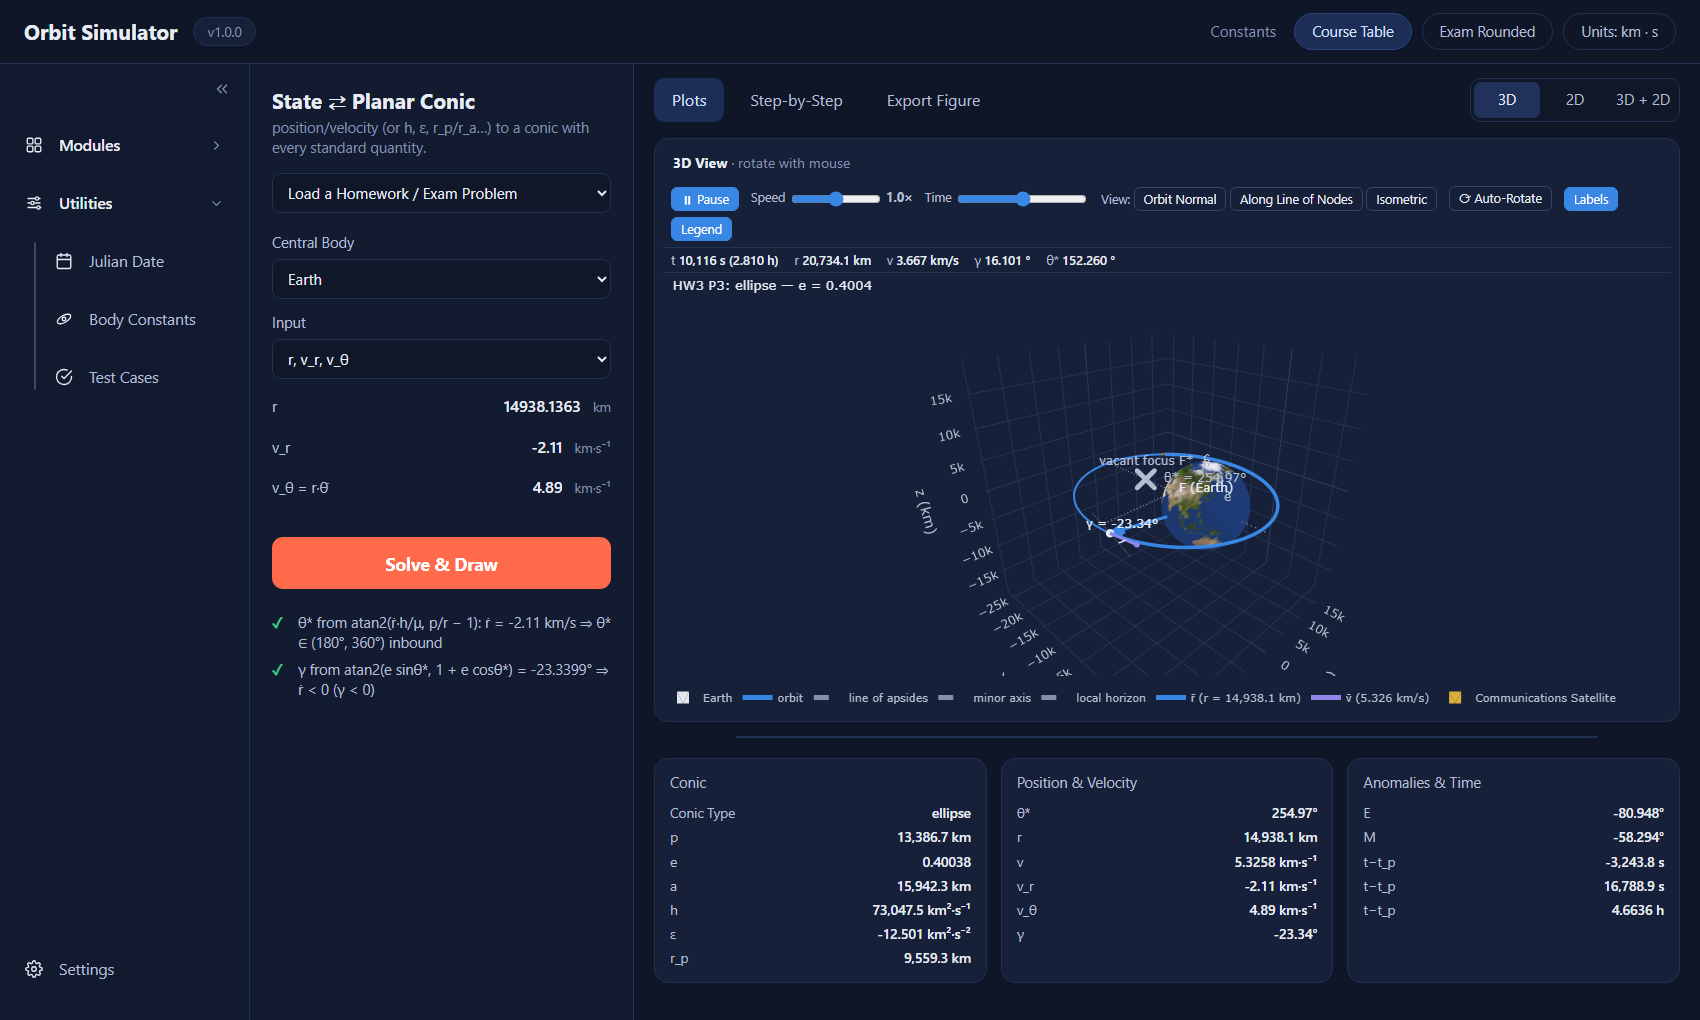 Orbit Simulator v1.0.0
Constants Course Table Exam Rounded Units: km · s
«
Modules
Utilities
Julian Date
Body Constants
Test Cases
Settings
State ⇄ Planar Conic
position/velocity (or h, ε, r_p/r_a...) to a conic with
every standard quantity.
Load a Homework / Exam Problem
Central Body
Earth
Input
r, v_r, v_θ
r 14938.1363 km
v_r -2.11 km·s⁻¹
v_θ = r·θ̇ 4.89 km·s⁻¹
Solve & Draw
✓ θ* from atan2(ṙ·h/μ, p/r − 1): ṙ = -2.11 km/s ⇒ θ*
∈ (180°, 360°) inbound
✓ γ from atan2(e sinθ*, 1 + e cosθ*) = -23.3399° ⇒
ṙ < 0 (γ < 0)
Plots Step-by-Step Export Figure
3D 2D 3D + 2D
3D View · rotate with mouse
Pause Speed 1.0× Time View: Orbit Normal Along Line of Nodes Isometric Auto-Rotate Labels
Legend
t 10,116 s (2.810 h) r 20,734.1 km v 3.667 km/s γ 16.101 ° θ* 152.260 °
HW3 P3: ellipse — e = 0.4004
15k
10k
5k
0
−5k
−10k
−15k
z (km)
−25k
−20k
−15k
−10k
5k
15k
10k
5k
0
vacant focus F*
θ* = 254.97°
F (Earth)
e
γ = -23.34°
Earth orbit line of apsides minor axis local horizon r̄ (r = 14,938.1 km) v̄ (5.326 km/s) Communications Satellite
Conic
Conic Type ellipse
p 13,386.7 km
e 0.40038
a 15,942.3 km
h 73,047.5 km²·s⁻¹
ε -12.501 km²·s⁻²
r_p 9,559.3 km
Position & Velocity
θ* 254.97°
r 14,938.1 km
v 5.3258 km·s⁻¹
v_r -2.11 km·s⁻¹
v_θ 4.89 km·s⁻¹
γ -23.34°
Anomalies & Time
E -80.948°
M -58.294°
t−t_p -3,243.8 s
t−t_p 16,788.9 s
t−t_p 4.6636 h